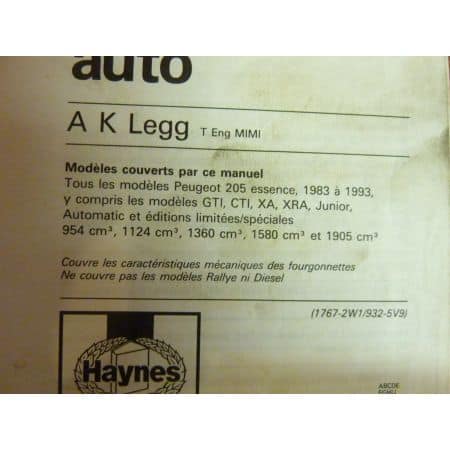 auto
A K Legg T Eng MIMI
Modèles couverts par ce manuel
Tous les modèles Peugeot 205 essence, 1983 à 1993,
y compris les modèles GTI, CTI, XA, XRA, Junior,
Automatic et éditions limitées/spéciales
954 cm³, 1124 cm³, 1360 cm³, 1580 cm³ et 1905 cm³
Couvre les caractéristiques mécaniques des fourgonnettes
Ne couvre pas les modèles Rallye ni Diesel
(1767-2W1/932-5V9)
Haynes
ABCDE